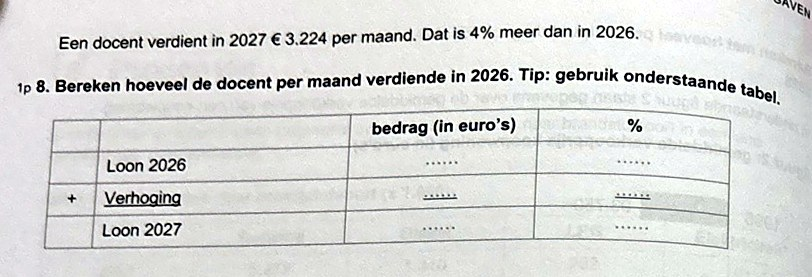 AVEN
Een docent verdient in 2027 € 3.224 per maand. Dat is 4% meer dan in 2026.
1p 8. Bereken hoeveel de docent per maand verdiende in 2026. Tip: gebruik onderstaande tabel.
bedrag (in euro's) %
Loon 2026 ...... ......
+ Verhoging ...... ......
Loon 2027 ...... ......